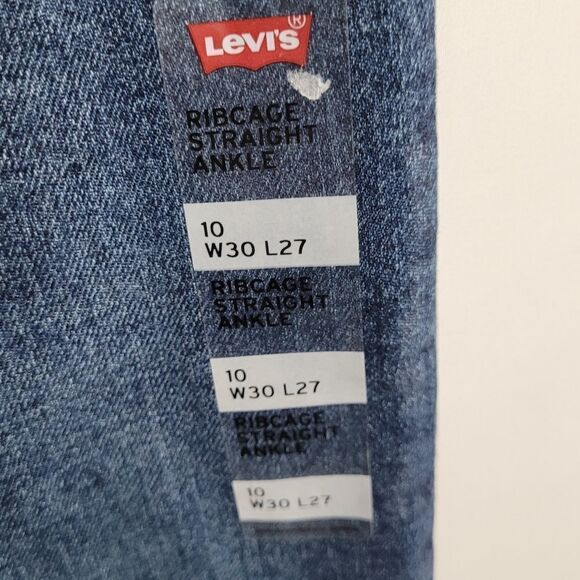 LEVI'S®
RIBCAGE
STRAIGHT
ANKLE
10
W30 L27
RIBCAGE
STRAIGHT
ANKLE
10
W30 L27
RIBCAGE
STRAIGHT
ANKLE
10
W30 L27